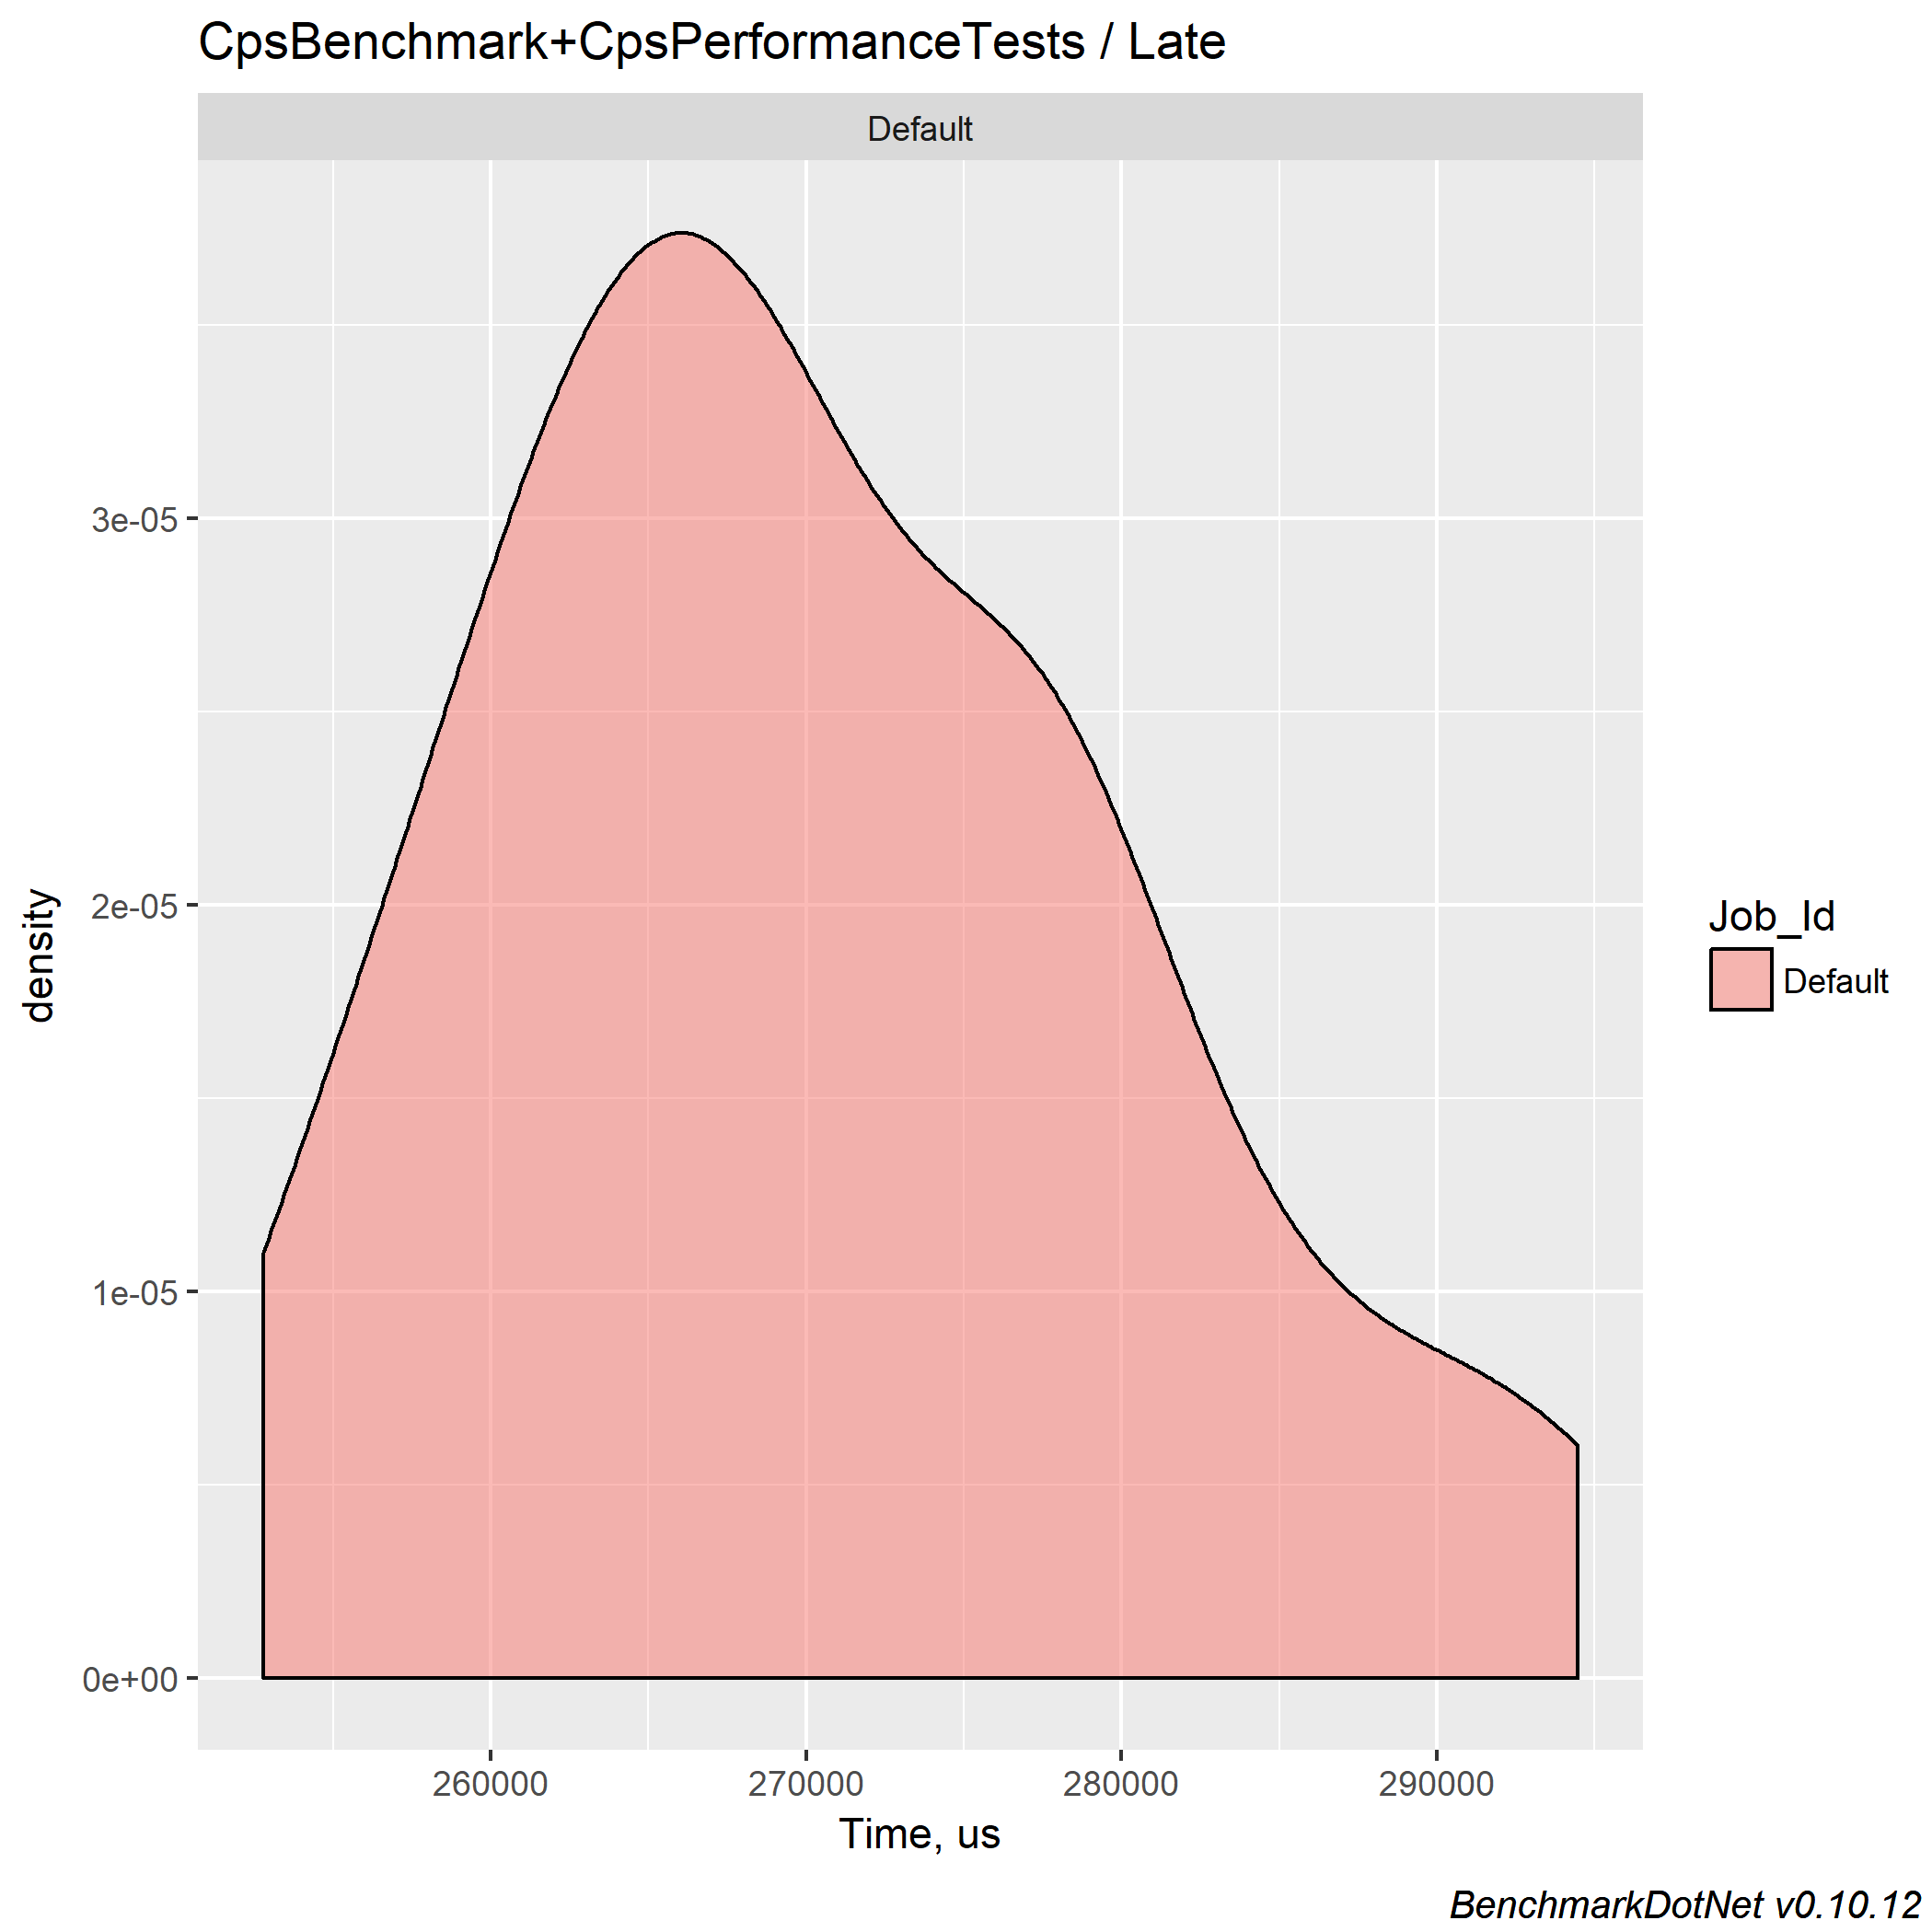 CpsBenchmark+CpsPerformanceTests / Late
Default
3e-05
2e-05
1e-05
0e+00
density
260000 270000 280000 290000
Time, us
Job_Id
Default
BenchmarkDotNet v0.10.12